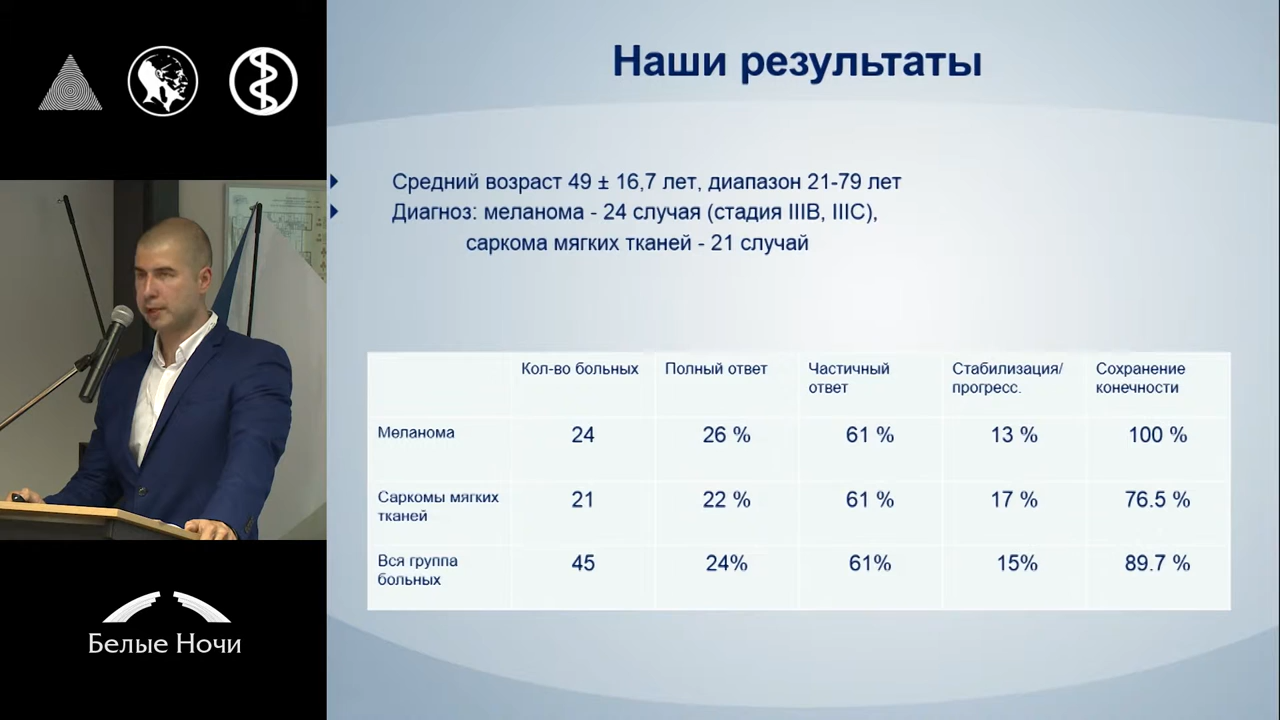 Наши результаты
Средний возраст 49 ± 16,7 лет, диапазон 21-79 лет
Диагноз: меланома - 24 случая (стадия IIIB, IIIC),
саркома мягких тканей - 21 случай
Кол-во больных Полный ответ Частичный ответ Стабилизация/ прогресс. Сохранение конечности
Меланома 24 26 % 61 % 13 % 100 %
Саркомы мягких тканей 21 22 % 61 % 17 % 76.5 %
Вся группа больных 45 24% 61% 15% 89.7 %
Белые Ночи